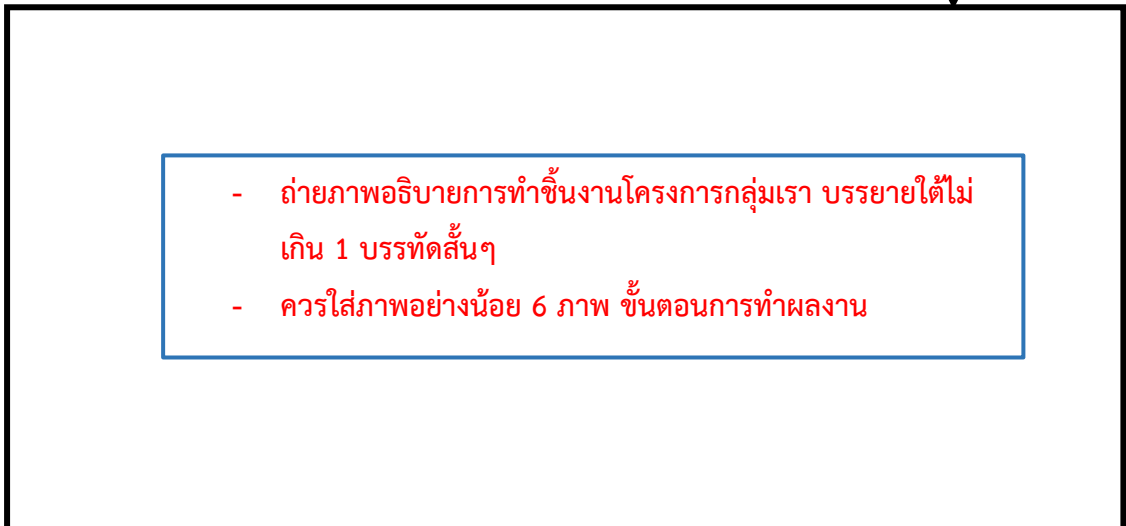 - ถ่ายภาพอธิบายการทำชิ้นงานโครงการกลุ่มเรา บรรยายใต้ไม่
เกิน 1 บรรทัดสั้นๆ
- ควรใส่ภาพอย่างน้อย 6 ภาพ ขั้นตอนการทำผลงาน